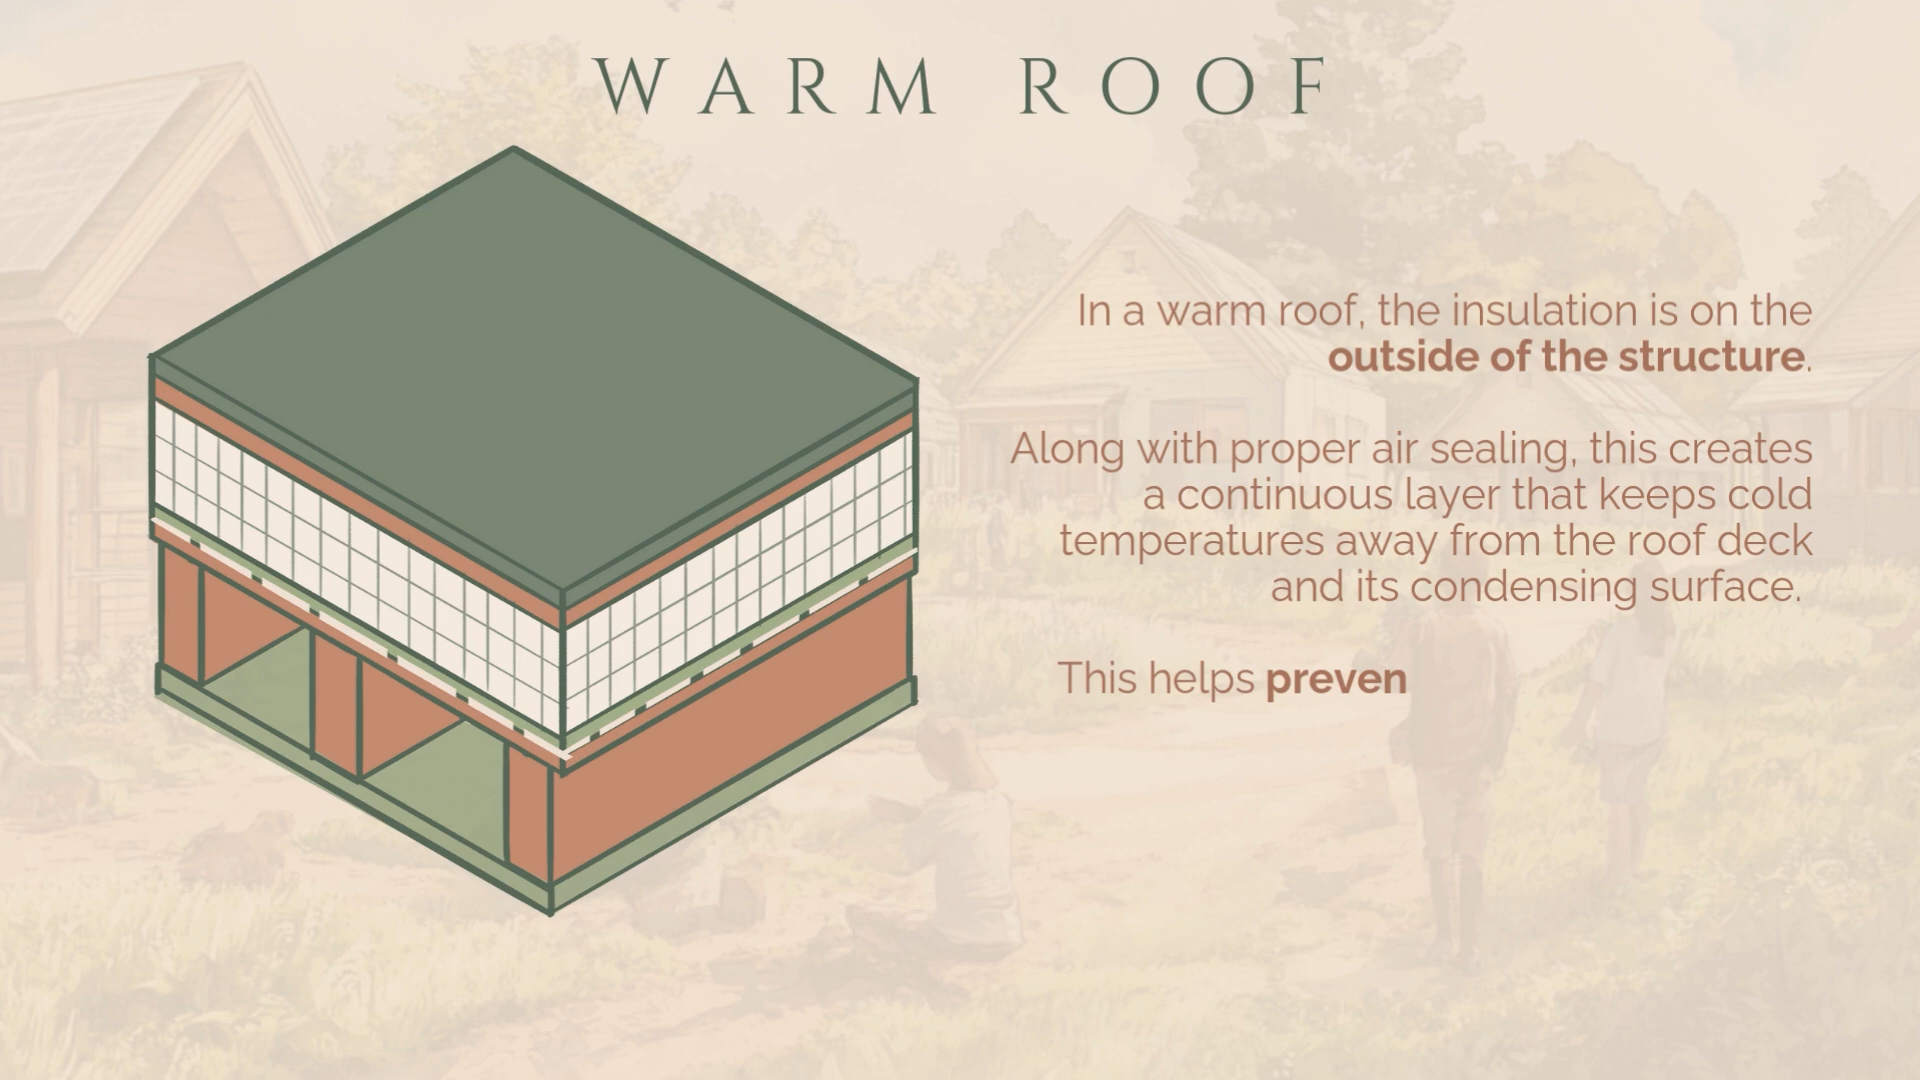 WARM ROOF
In a warm roof, the insulation is on the
outside of the structure.
Along with proper air sealing, this creates
a continuous layer that keeps cold
temperatures away from the roof deck
and its condensing surface.
This helps preven